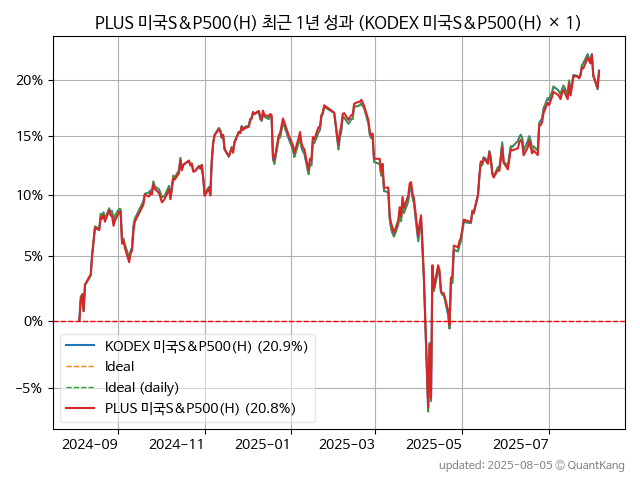 PLUS 미국S&P500(H) 최근 1년 성과 (KODEX 미국S&P500(H) × 1)
20%
15%
10%
5%
0%
−5%
KODEX 미국S&P500(H) (20.9%)
Ideal
Ideal (daily)
PLUS 미국S&P500(H) (20.8%)
2024-09 2024-11 2025-01 2025-03 2025-05 2025-07
updated: 2025-08-05 © QuantKang